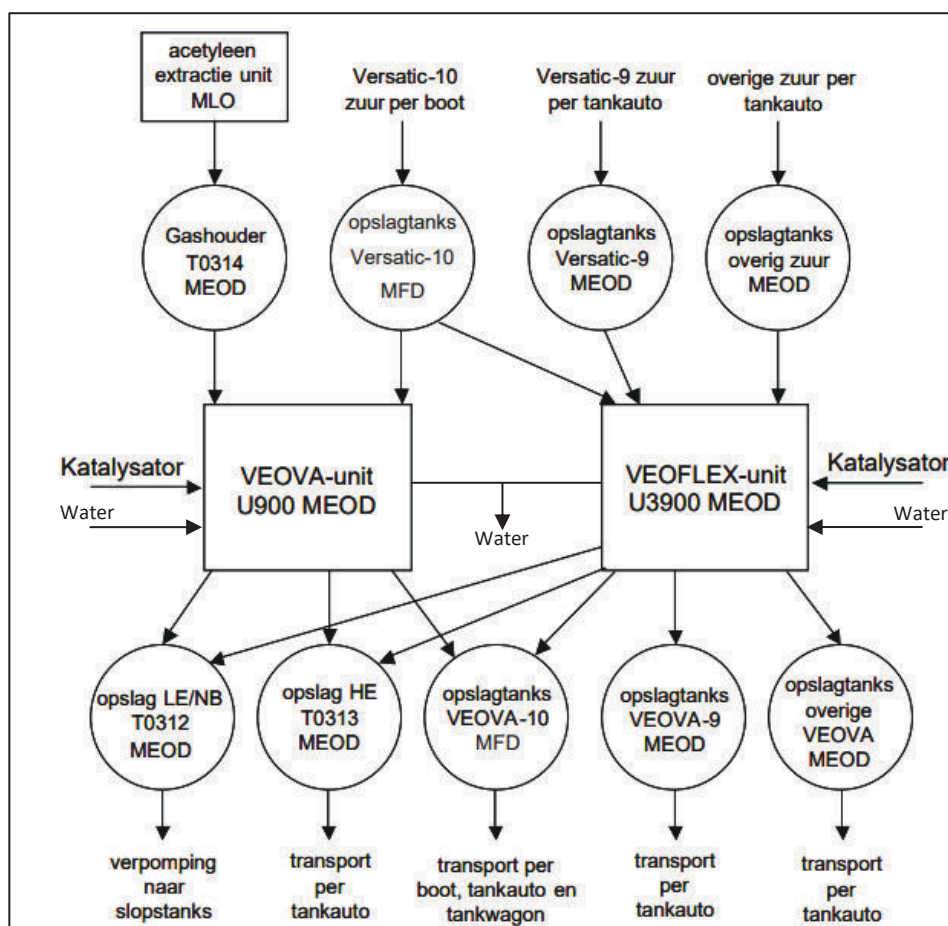 acetyleen
extractie unit
MLO
Versatic-10
zuur per boot
Versatic-9 zuur
per tankauto
overige zuur per
tankauto
Gashouder
T0314
MEOD
opslagtanks
Versatic-10
MFD
opslagtanks
Versatic-9
MEOD
opslagtanks
overig zuur
MEOD
Katalysator
Water
VEOVA-unit
U900 MEOD
Water
VEOFLEX-unit
U3900 MEOD
Katalysator
Water
opslag LE/NB
T0312
MEOD
opslag HE
T0313
MEOD
opslagtanks
VEOVA-10
MFD
opslagtanks
VEOVA-9
MEOD
opslagtanks
overige
VEOVA
MEOD
verpomping
naar
slopstanks
transport
per
tankauto
transport per
boot, tankauto en
tankwagon
transport
per
tankauto
transport
per
tankauto